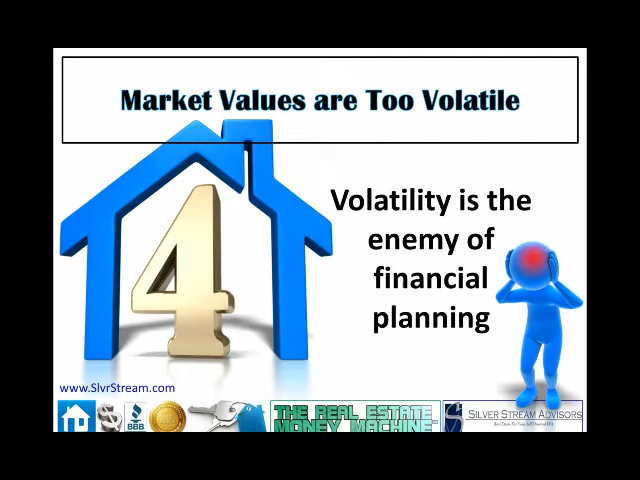 Market Values are Too Volatile
4
Volatility is the
enemy of
financial
planning
www.SlvrStream.com
BBB
THE REAL ESTATE
MONEY MACHINE
SILVER STREAM ADVISORS